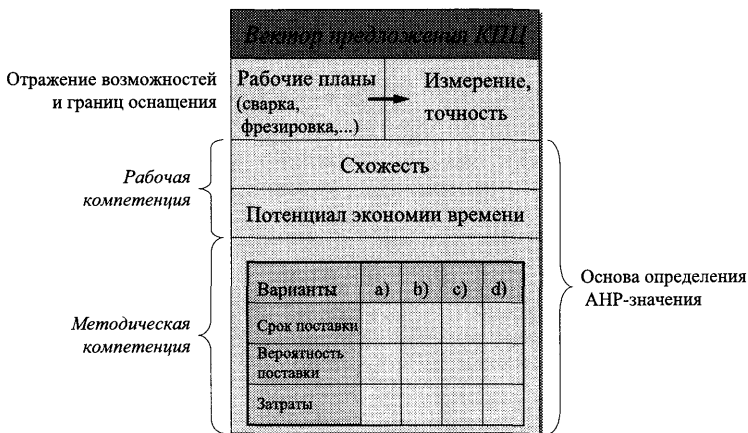 Вектор предложения КПЦ
Отражение возможностей
и границ оснащения
Рабочие планы
(сварка,
фрезировка,...)
Измерение,
точность
Рабочая
компетенция
Схожесть
Потенциал экономии времени
Методическая
компетенция
Варианты a) b) c) d)
Срок поставки
Вероятность
поставки
Затраты
Основа определения
АНР-значения